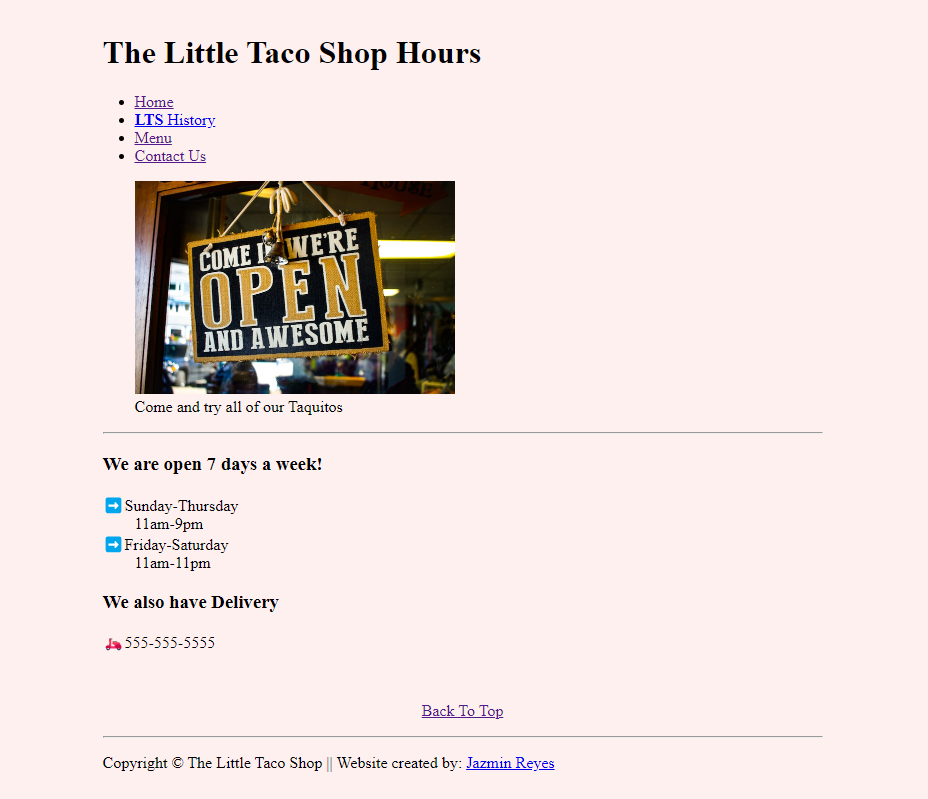 The Little Taco Shop Hours
Home
LTS History
Menu
Contact Us
HOUSE
COME IN WE'RE
OPEN
AND AWESOME
Come and try all of our Taquitos
We are open 7 days a week!
➡️Sunday-Thursday
11am-9pm
➡️Friday-Saturday
11am-11pm
We also have Delivery
🛵555-555-5555
Back To Top
Copyright © The Little Taco Shop || Website created by: Jazmin Reyes